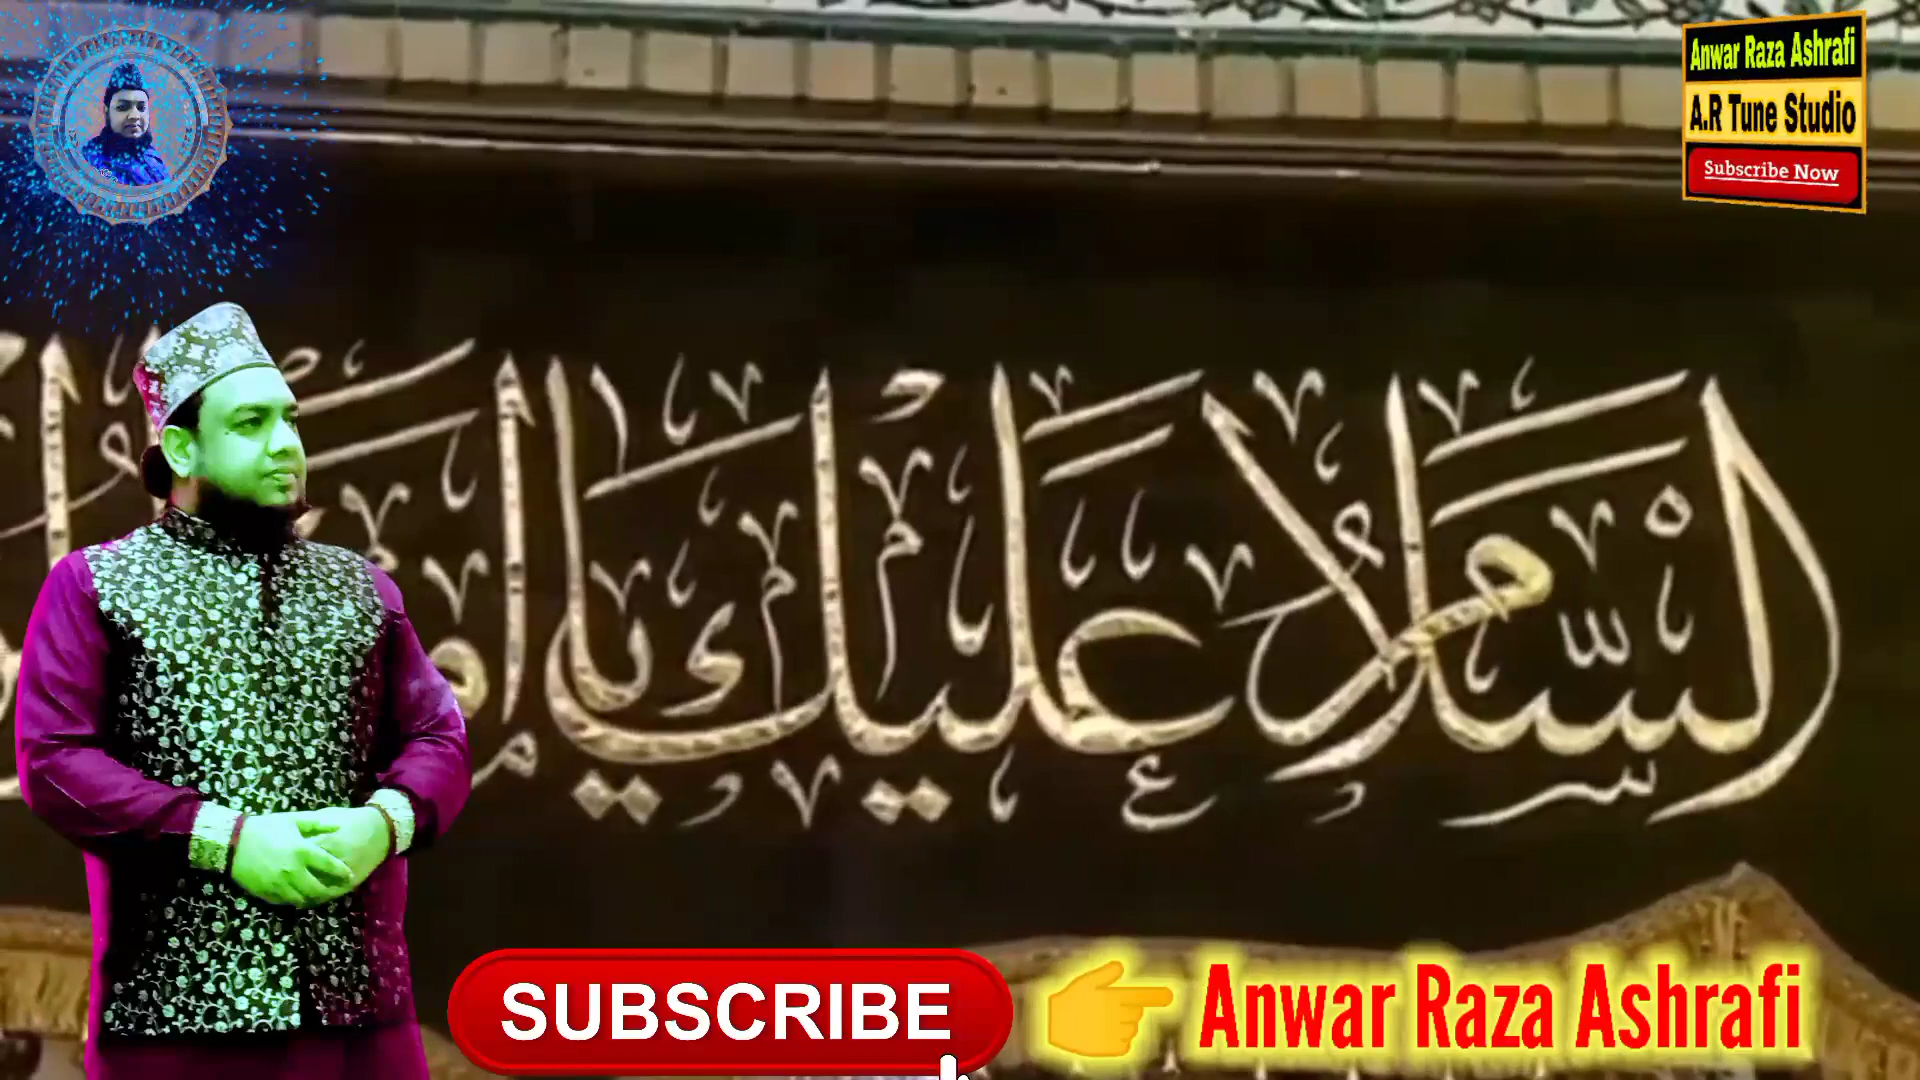 Anwar Raza Ashrafi
A.R Tune Studio
Subscribe Now
السلام عليك يا
SUBSCRIBE 👉 Anwar Raza Ashrafi